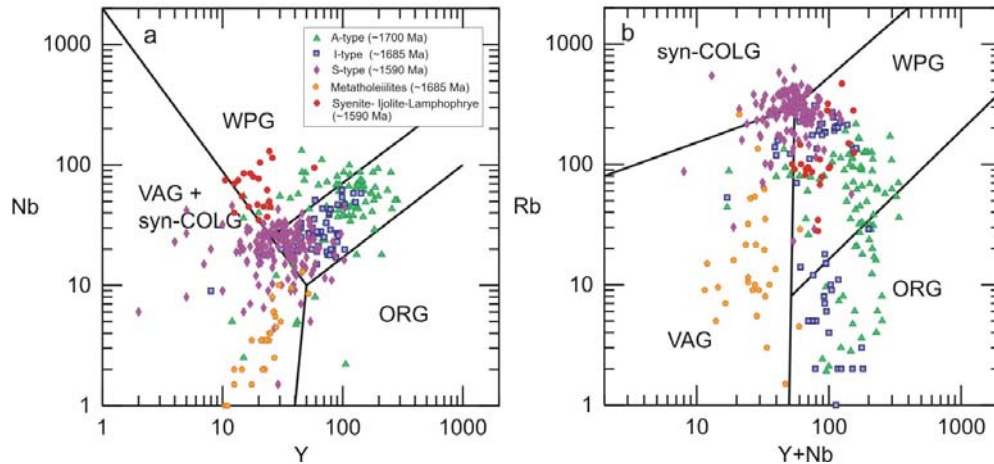 a
A-type (~1700 Ma)
I-type (~1685 Ma)
S-type (~1590 Ma)
Metatholeiilites (~1685 Ma)
Syenite- Ijolite-Lamphophrye
(~1590 Ma)
WPG
VAG +
syn-COLG
ORG
Nb
1000
100
10
1
1
10
100
1000
Y
b
syn-COLG
WPG
VAG
ORG
Rb
1000
100
10
1
10
100
1000
Y+Nb